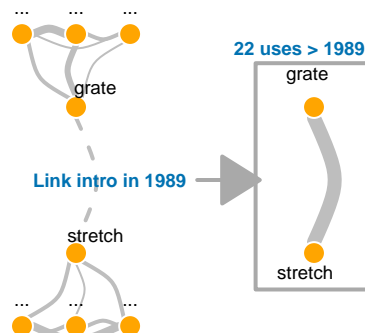 ... ... ...
grate
Link intro in 1989
stretch
... ... ...
22 uses > 1989
grate
stretch